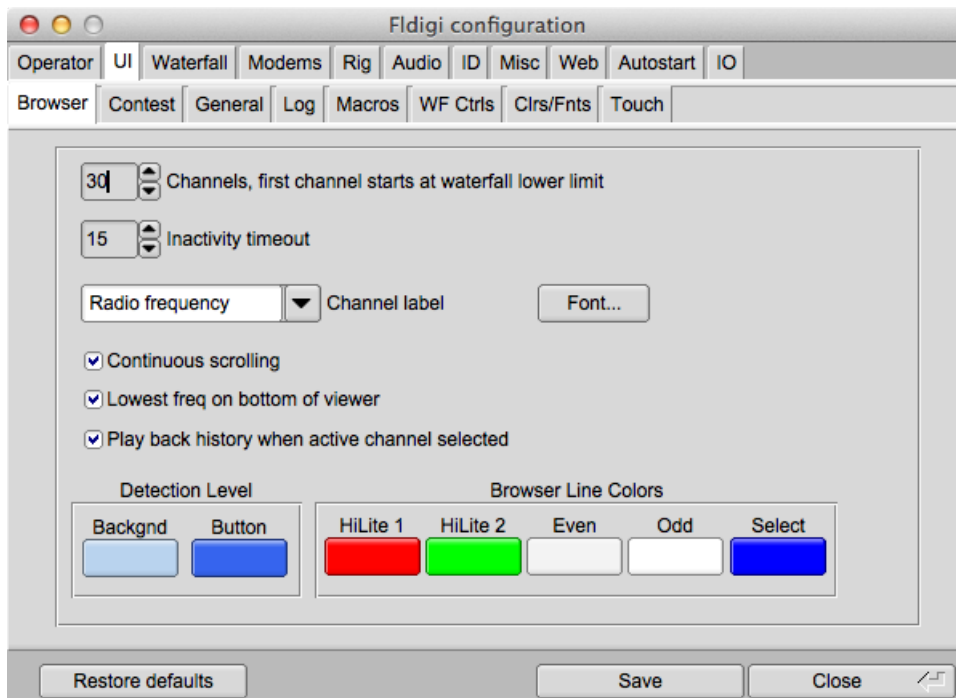 Fldigi configuration
Operator UI Waterfall Modems Rig Audio ID Misc Web Autostart IO
Browser Contest General Log Macros WF Ctrls Clrs/Fnts Touch
30 Channels, first channel starts at waterfall lower limit
15 Inactivity timeout
Radio frequency Channel label Font...
Continuous scrolling
Lowest freq on bottom of viewer
Play back history when active channel selected
Detection Level Browser Line Colors
Backgnd Button HiLite 1 HiLite 2 Even Odd Select
Restore defaults Save Close